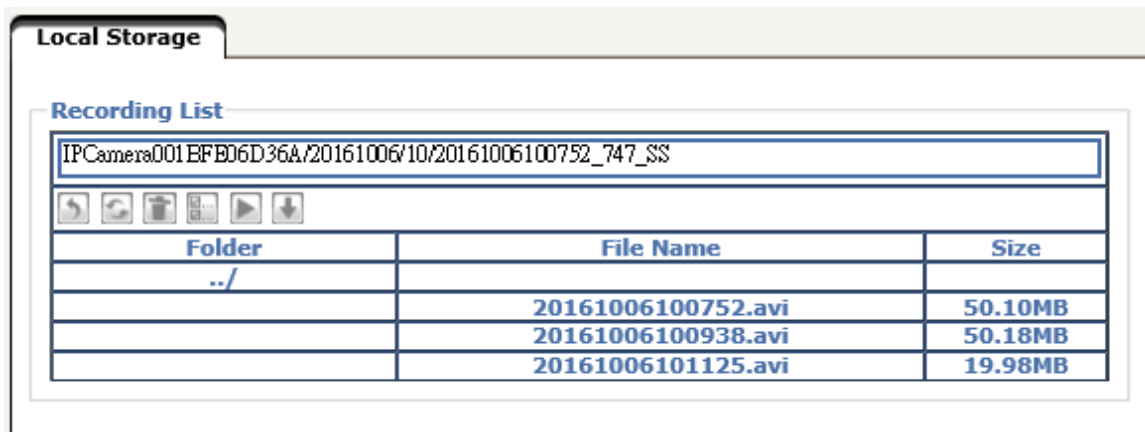 Local Storage
Recording List
IPCamera001BFE06D36A/20161006/10/20161006100752_747_SS
Folder File Name Size
../
20161006100752.avi 50.10MB
20161006100938.avi 50.18MB
20161006101125.avi 19.98MB